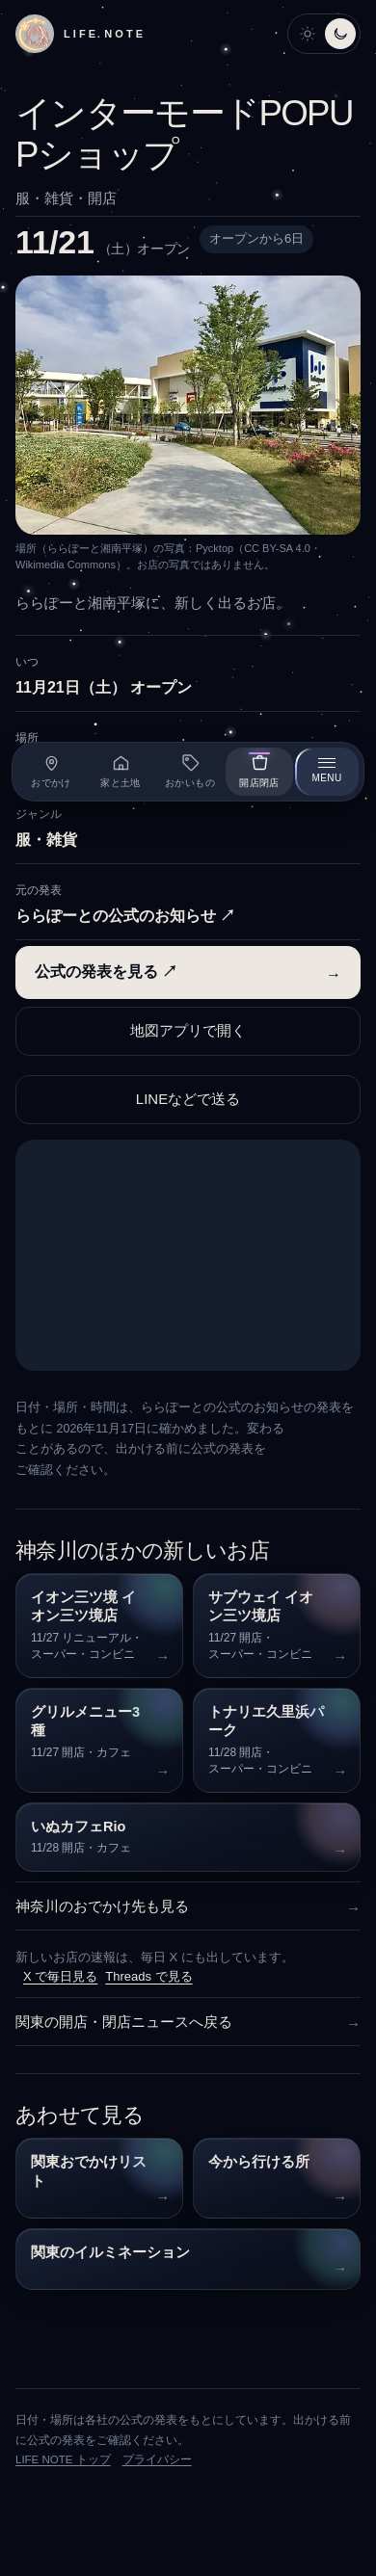 LIFE.NOTE
インターモードPOPU
Pショップ
服・雑貨・開店
11/21 （土）オープン オープンから6日
場所（ららぽーと湘南平塚）の写真：Pycktop（CC BY-SA 4.0・
Wikimedia Commons）。お店の写真ではありません。
ららぽーと湘南平塚に、新しく出るお店。
いつ
11月21日（土） オープン
場所
おでかけ 家と土地 おかいもの 開店閉店 MENU
ジャンル
服・雑貨
元の発表
ららぽーとの公式のお知らせ ↗
公式の発表を見る ↗ →
地図アプリで開く
LINEなどで送る
日付・場所・時間は、ららぽーとの公式のお知らせの発表を
もとに 2026年11月17日に確かめました。変わる
ことがあるので、出かける前に公式の発表を
ご確認ください。
神奈川のほかの新しいお店
イオン三ツ境 イ
オン三ツ境店
11/27 リニューアル・
スーパー・コンビニ →
サブウェイ イオ
ン三ツ境店
11/27 開店・
スーパー・コンビニ →
グリルメニュー3
種
11/27 開店・カフェ →
トナリエ久里浜パ
ーク
11/28 開店・
スーパー・コンビニ →
いぬカフェRio
11/28 開店・カフェ →
神奈川のおでかけ先も見る →
新しいお店の速報は、毎日 X にも出しています。
X で毎日見る Threads で見る
関東の開店・閉店ニュースへ戻る →
あわせて見る
関東おでかけリス
ト →
今から行ける所 →
関東のイルミネーション →
日付・場所は各社の公式の発表をもとにしています。出かける前
に公式の発表をご確認ください。
LIFE NOTE トップ プライバシー